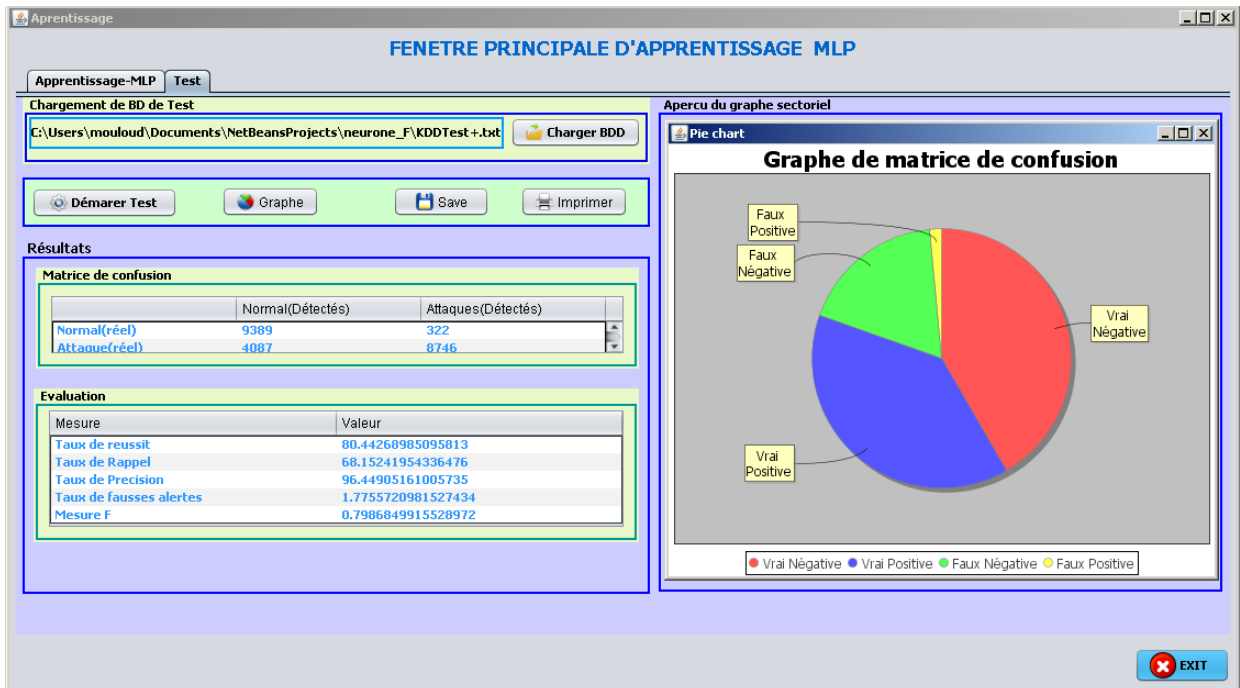 Aprentissage
FENETRE PRINCIPALE D'APPRENTISSAGE MLP
Apprentissage-MLP
Test
Chargement de BD de Test
C:\Users\mouloud\Documents\NetBeansProjects\neurone_F\KDDTest+.txt
Charger BDD
Démarer Test
Graphe
Save
Imprimer
Résultats
Matrice de confusion
Normal(Détectés) Attaques(Détectés)
Normal(réel) 9389 322
Attaque(réel) 4087 8746
Evaluation
Mesure Valeur
Taux de reussit 80.44268985095813
Taux de Rappel 68.15241954336476
Taux de Precision 96.44905161005735
Taux de fausses alertes 1.7755720981527434
Mesure F 0.7986849915528972
Apercu du graphe sectoriel
Pie chart
Graphe de matrice de confusion
Faux
Positive
Faux
Négative
Vrai
Négative
Vrai
Positive
Vrai Négative Vrai Positive Faux Négative Faux Positive
EXIT